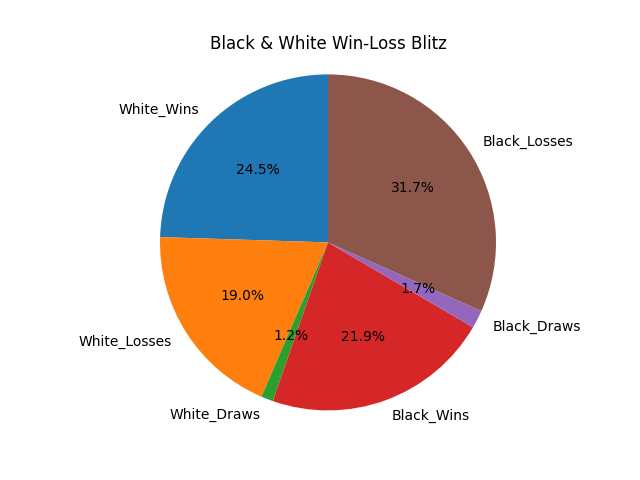 Black & White Win-Loss Blitz
White_Wins
24.5%
Black_Losses
31.7%
White_Losses
19.0%
1.7%
Black_Draws
1.2%
21.9%
White_Draws
Black_Wins